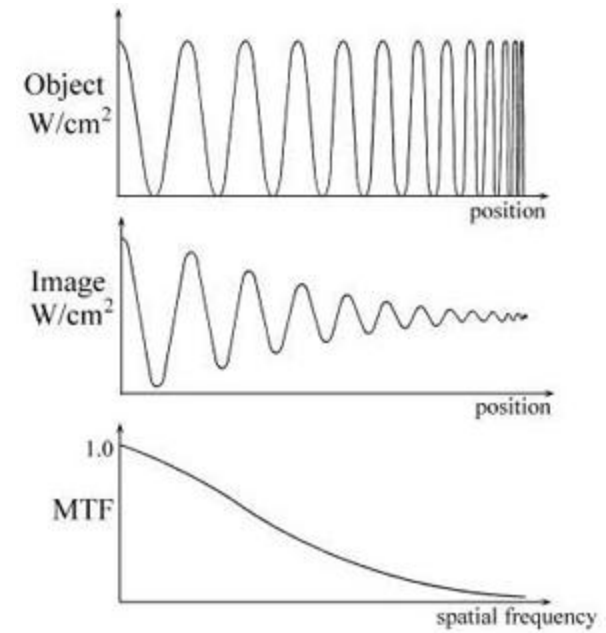 Object
W/cm²
position
Image
W/cm²
position
1.0
MTF
spatial frequency